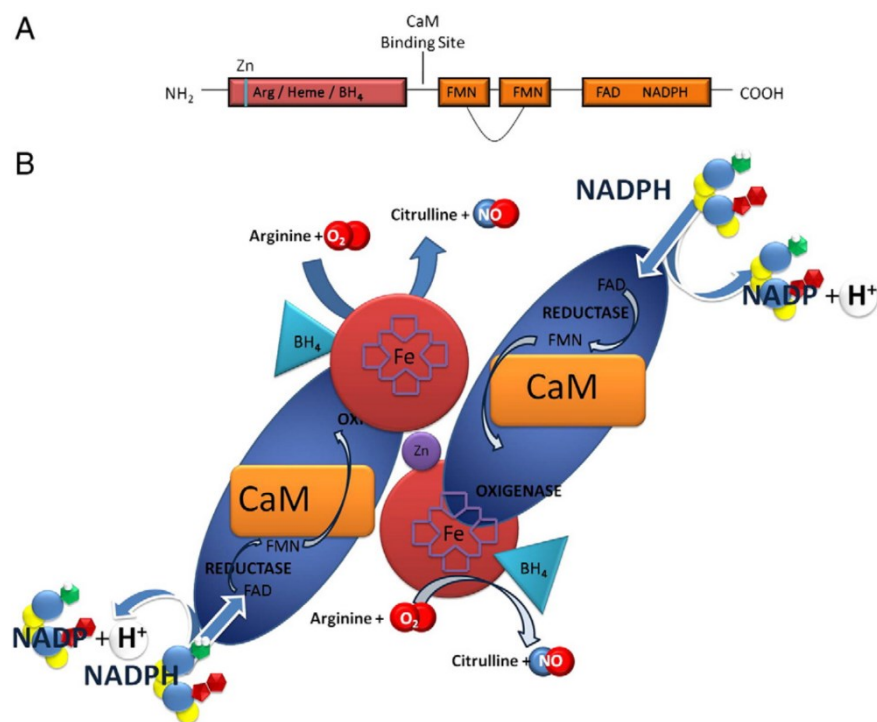 A
CaM
Binding Site
Zn
NH2
Arg / Heme / BH4
FMN
FMN
FAD NADPH
COOH
B
NADPH
Citrulline + NO
Arginine + O2
FAD
NADP + H+
REDUCTASE
FMN
BH4
Fe
CaM
OXI
Zn
CaM
OXIGENASE
Fe
FMN
BH4
REDUCTASE
FAD
Arginine + O2
NADP + H+
Citrulline + NO
NADPH